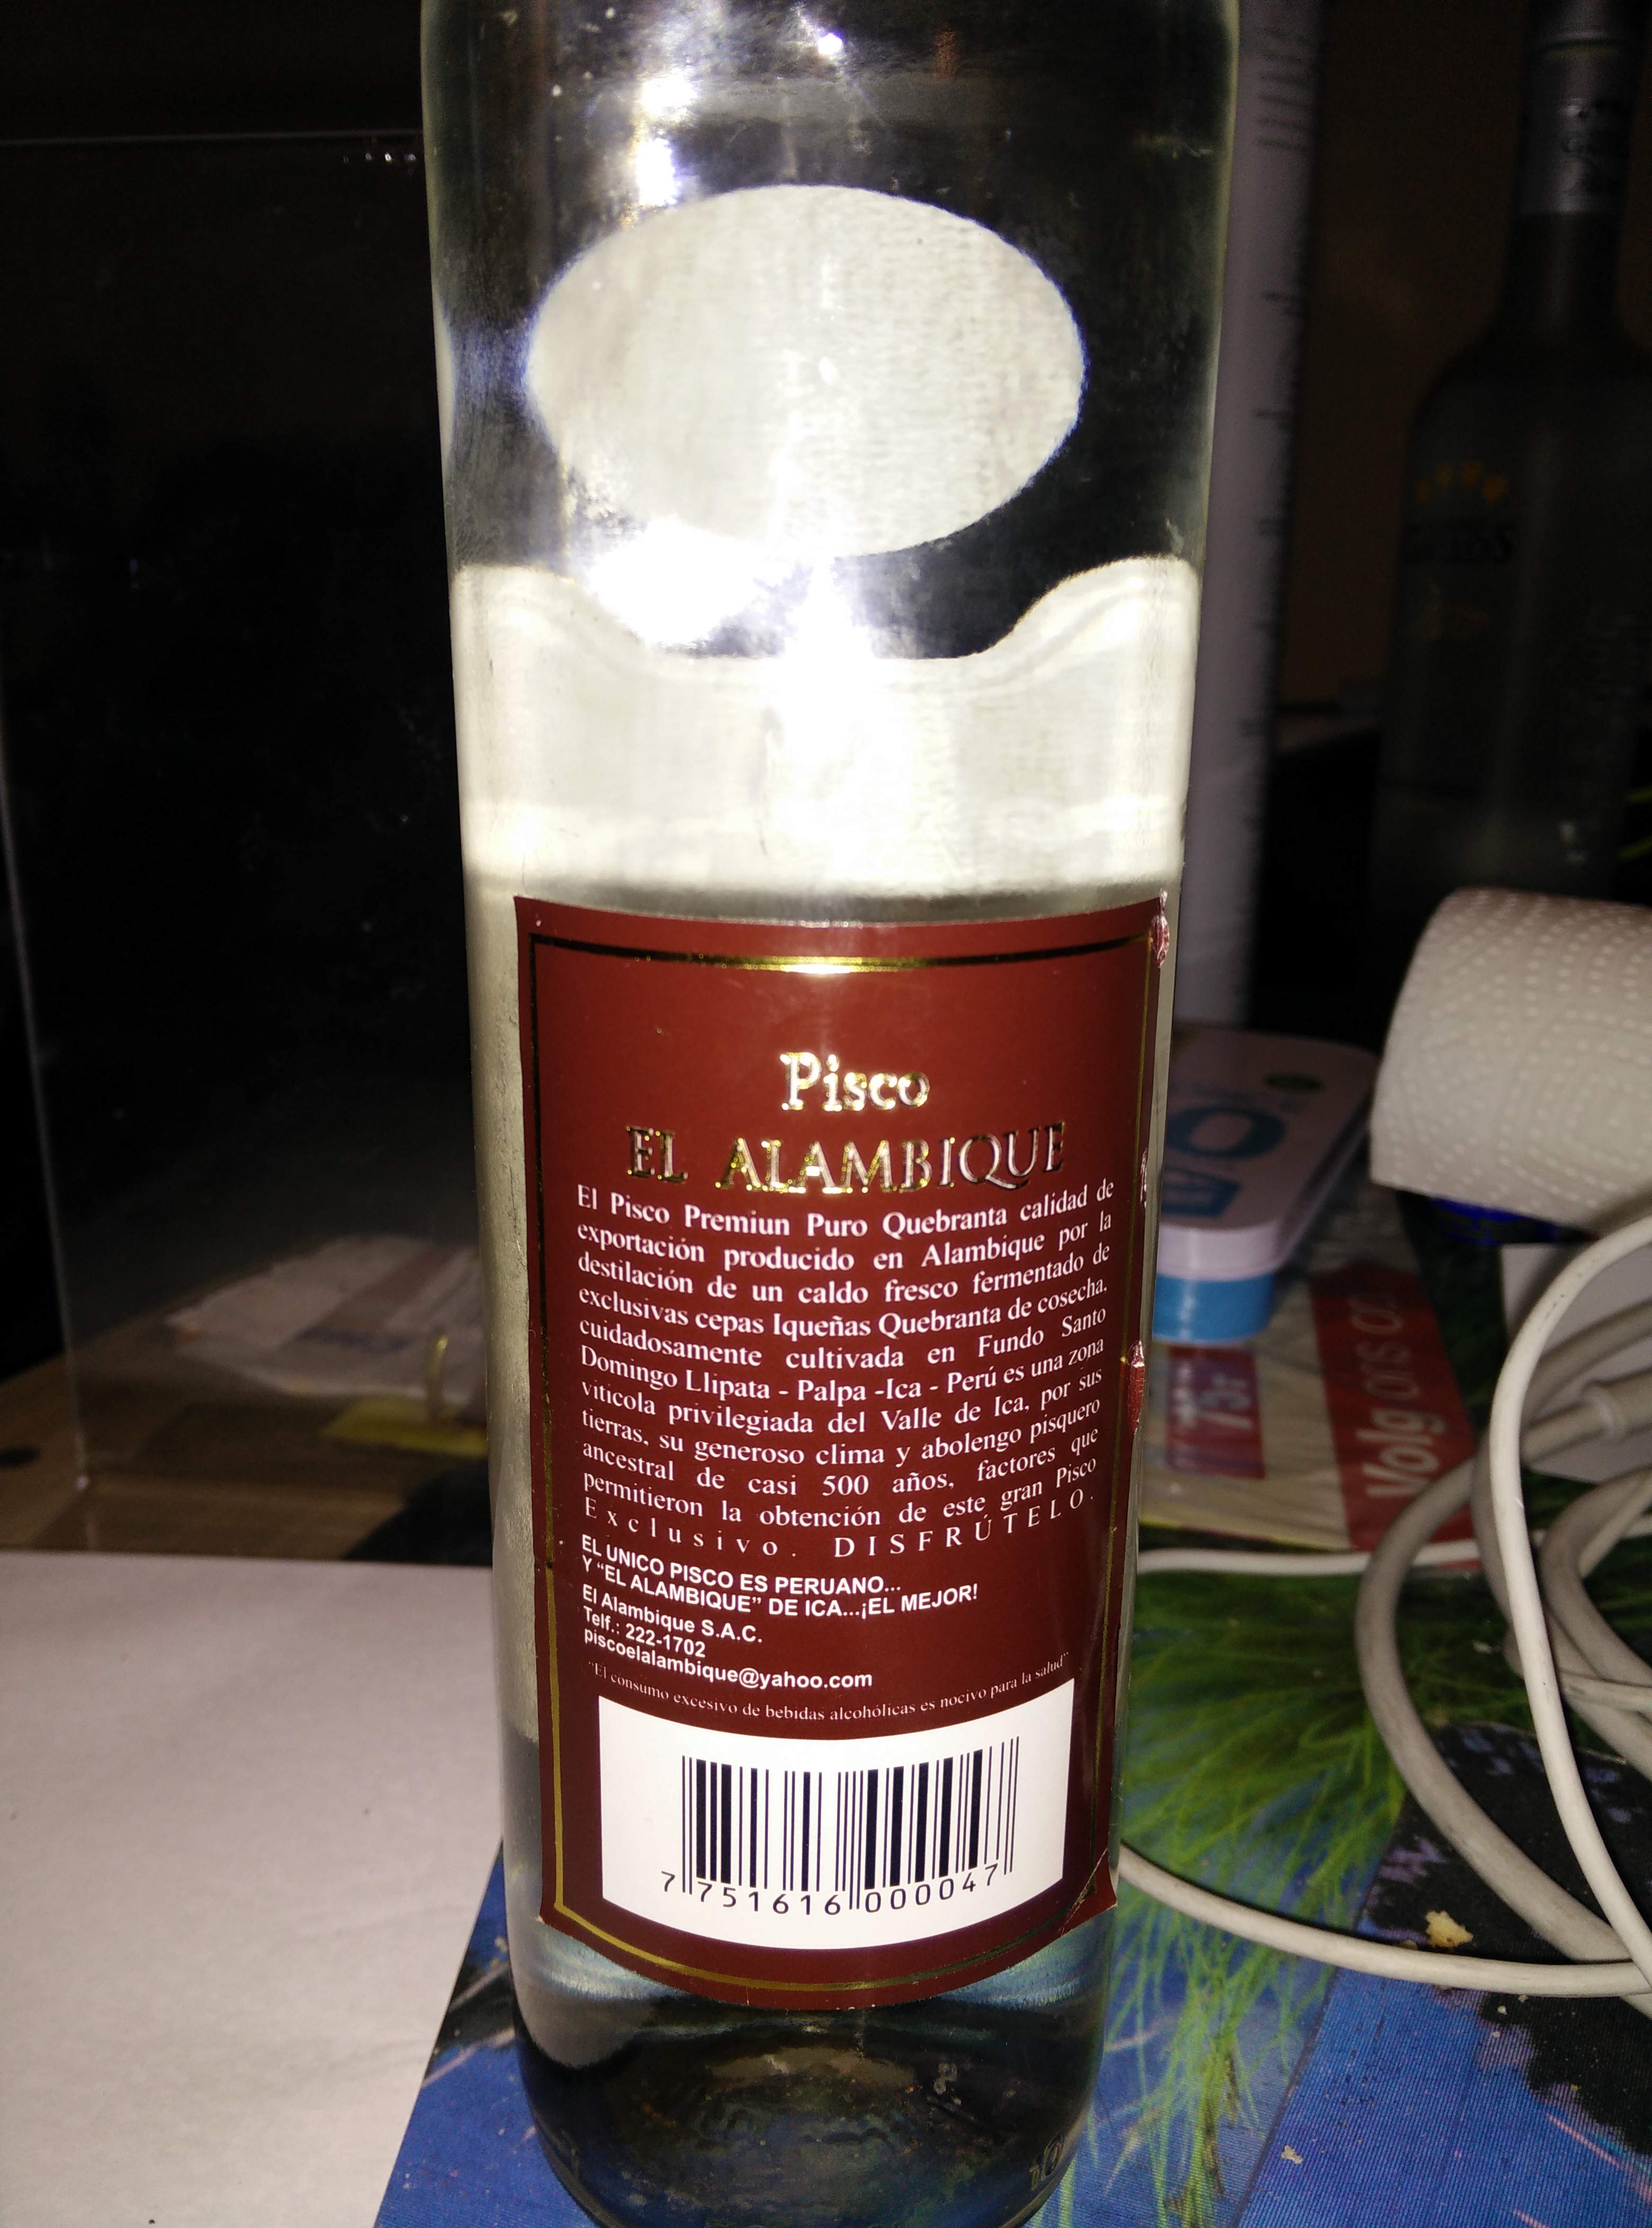 Pisco
EL ALAMBIQUE
El Pisco Premiun Puro Quebranta calidad de
exportación producido en Alambique por la
destilación de un caldo fresco fermentado de
exclusivas cepas Iqueñas Quebranta de cosecha,
cuidadosamente cultivada en Fundo Santo
Domingo Llipata - Palpa -Ica - Perú es una zona
vitícola privilegiada del Valle de Ica, por sus
tierras, su generoso clima y abolengo pisquero
ancestral de casi 500 años, factores que
permitieron la obtención de este gran Pisco
Exclusivo. DISFRÚTELO.
EL UNICO PISCO ES PERUANO...
Y "EL ALAMBIQUE" DE ICA...¡EL MEJOR!
El Alambique S.A.C.
Telf.: 222-1702
piscoelalambique@yahoo.com
"El consumo excesivo de bebidas alcohólicas es nocivo para la salud"
7 751616 000047
Volg ons op